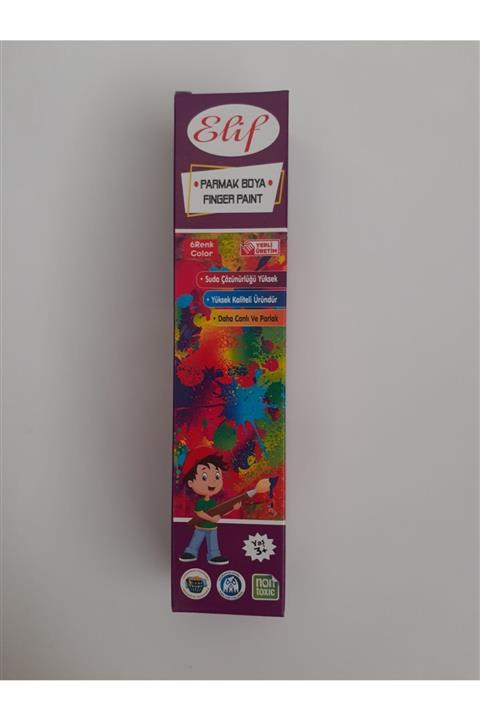 Elif
• PARMAK BOYA •
FINGER PAINT
6Renk
Color
YERLİ
ÜRETİM
• Suda Çözünürlüğü Yüksek
• Yüksek Kaliteli Üründür
• Daha Canlı Ve Parlak
Yaş
3+
non
toxic